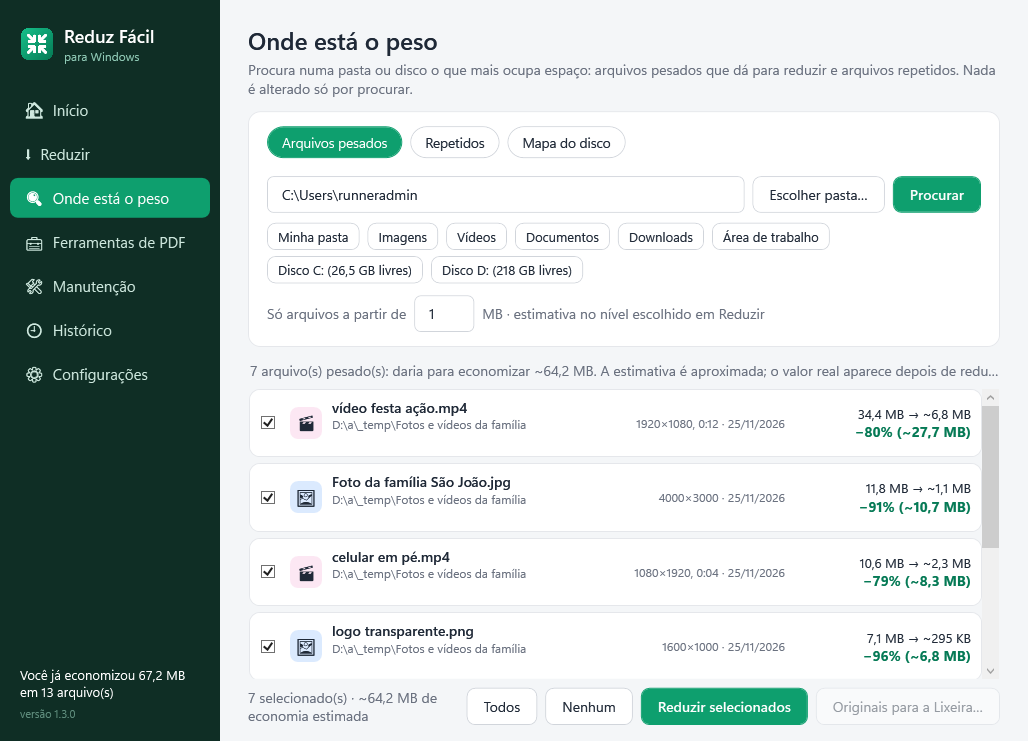 Reduz Fácil
para Windows
Início
Reduzir
Onde está o peso
Ferramentas de PDF
Manutenção
Histórico
Configurações
Você já economizou 67,2 MB
em 13 arquivo(s)
versão 1.3.0
Onde está o peso
Procura numa pasta ou disco o que mais ocupa espaço: arquivos pesados que dá para reduzir e arquivos repetidos. Nada
é alterado só por procurar.
Arquivos pesados Repetidos Mapa do disco
C:\Users\runneradmin Escolher pasta... Procurar
Minha pasta Imagens Vídeos Documentos Downloads Área de trabalho
Disco C: (26,5 GB livres) Disco D: (218 GB livres)
Só arquivos a partir de 1 MB · estimativa no nível escolhido em Reduzir
7 arquivo(s) pesado(s): daria para economizar ~64,2 MB. A estimativa é aproximada; o valor real aparece depois de redu...
vídeo festa ação.mp4
D:\a\_temp\Fotos e vídeos da família
1920×1080, 0:12 · 25/11/2026
34,4 MB → ~6,8 MB
−80% (~27,7 MB)
Foto da família São João.jpg
D:\a\_temp\Fotos e vídeos da família
4000×3000 · 25/11/2026
11,8 MB → ~1,1 MB
−91% (~10,7 MB)
celular em pé.mp4
D:\a\_temp\Fotos e vídeos da família
1080×1920, 0:04 · 25/11/2026
10,6 MB → ~2,3 MB
−79% (~8,3 MB)
logo transparente.png
D:\a\_temp\Fotos e vídeos da família
1600×1000 · 25/11/2026
7,1 MB → ~295 KB
−96% (~6,8 MB)
7 selecionado(s) · ~64,2 MB de
economia estimada
Todos Nenhum Reduzir selecionados Originais para a Lixeira...